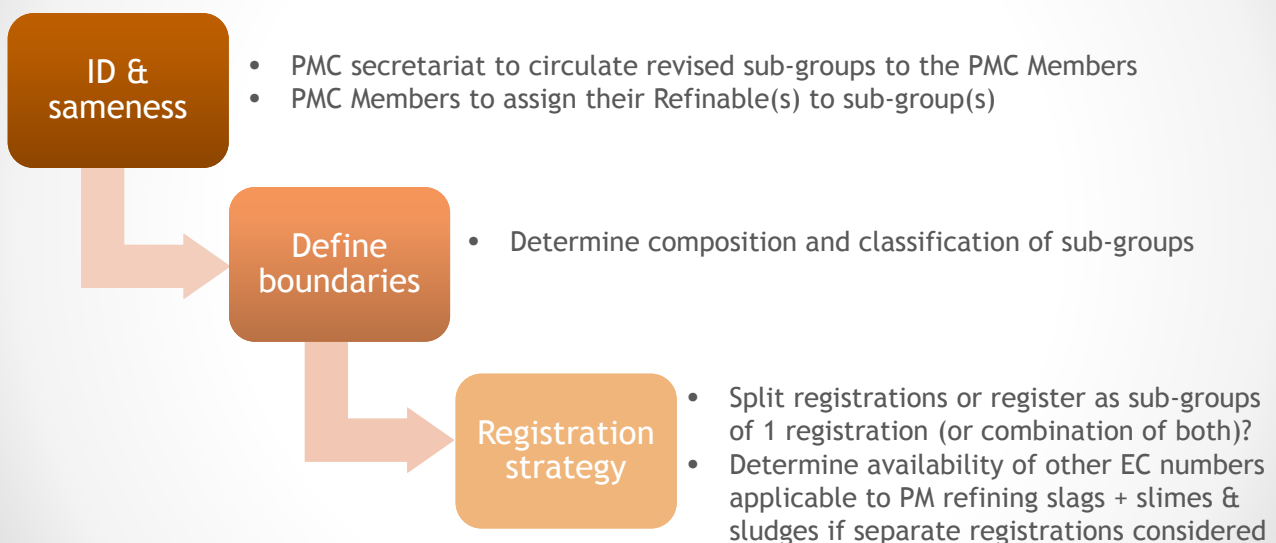 ID &
sameness
• PMC secretariat to circulate revised sub-groups to the PMC Members
• PMC Members to assign their Refinable(s) to sub-group(s)
Define
boundaries
• Determine composition and classification of sub-groups
Registration
strategy
• Split registrations or register as sub-groups
of 1 registration (or combination of both)?
• Determine availability of other EC numbers
applicable to PM refining slags + slimes &
sludges if separate registrations considered